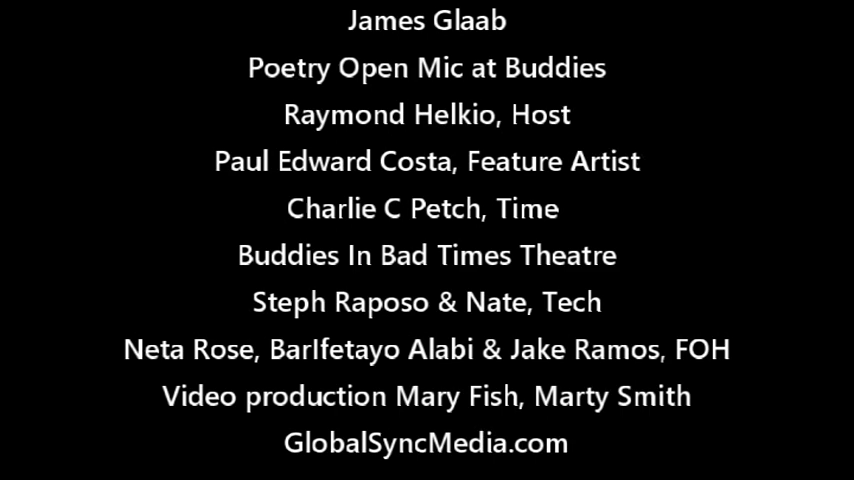 James Glaab
Poetry Open Mic at Buddies
Raymond Helkio, Host
Paul Edward Costa, Feature Artist
Charlie C Petch, Time
Buddies In Bad Times Theatre
Steph Raposo & Nate, Tech
Neta Rose, BarIfetayo Alabi & Jake Ramos, FOH
Video production Mary Fish, Marty Smith
GlobalSyncMedia.com